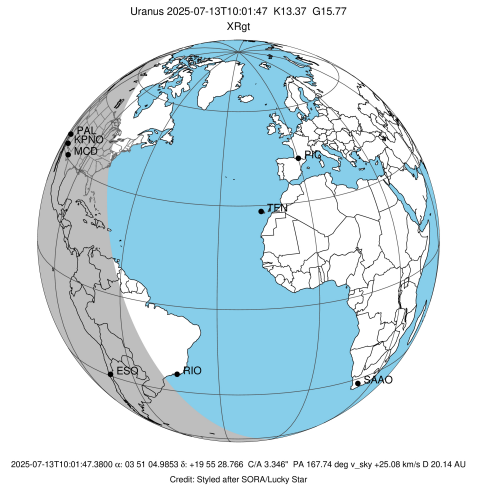 Uranus 2025-07-13T10:01:47  K13.37  G15.77
XRgt
PAL
KPNO
MCD
PIC
TEN
ESO
RIO
SAAO
2025-07-13T10:01:47.3800 α: 03 51 04.9853 δ: +19 55 28.766  C/A 3.346"  PA 167.74 deg v_sky +25.08 km/s D 20.14 AU
Credit: Styled after SORA/Lucky Star